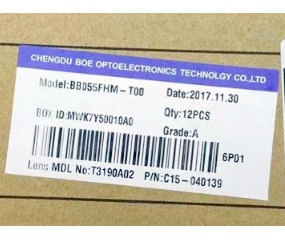 CHENGDU BOE OPTOELECTRONICS TECHNOLGY CO.,LTD
Model:BB055FHM-T00 Date:2017.11.30
BOX ID:MWK7Y50010A0 Qty:12PCS
Grade:A
6P01
Lens MDL No:T3190A02 P/N:C15-040139